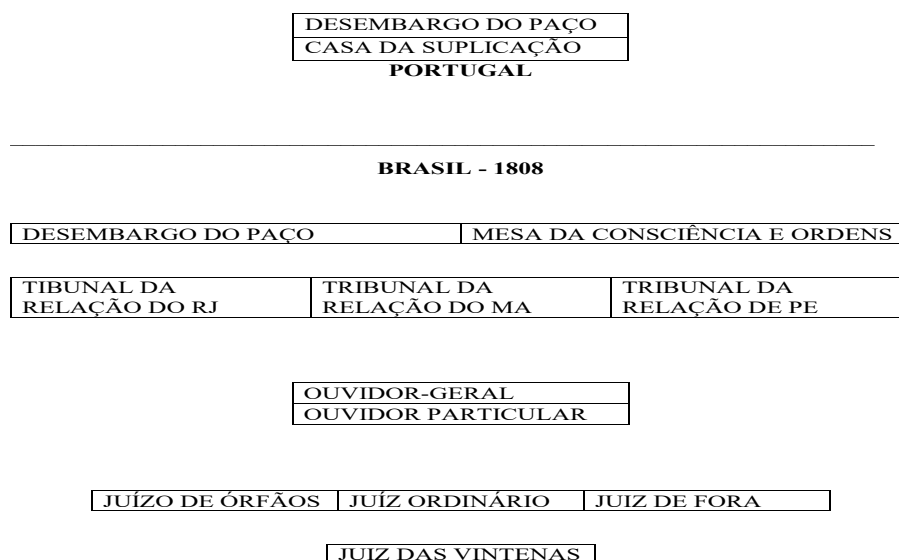 DESEMBARGO DO PAÇO
CASA DA SUPLICAÇÃO
PORTUGAL
BRASIL - 1808
DESEMBARGO DO PAÇO MESA DA CONSCIÊNCIA E ORDENS
TIBUNAL DA TRIBUNAL DA TRIBUNAL DA
RELAÇÃO DO RJ RELAÇÃO DO MA RELAÇÃO DE PE
OUVIDOR-GERAL
OUVIDOR PARTICULAR
JUÍZO DE ÓRFÃOS JUÍZ ORDINÁRIO JUIZ DE FORA
JUIZ DAS VINTENAS